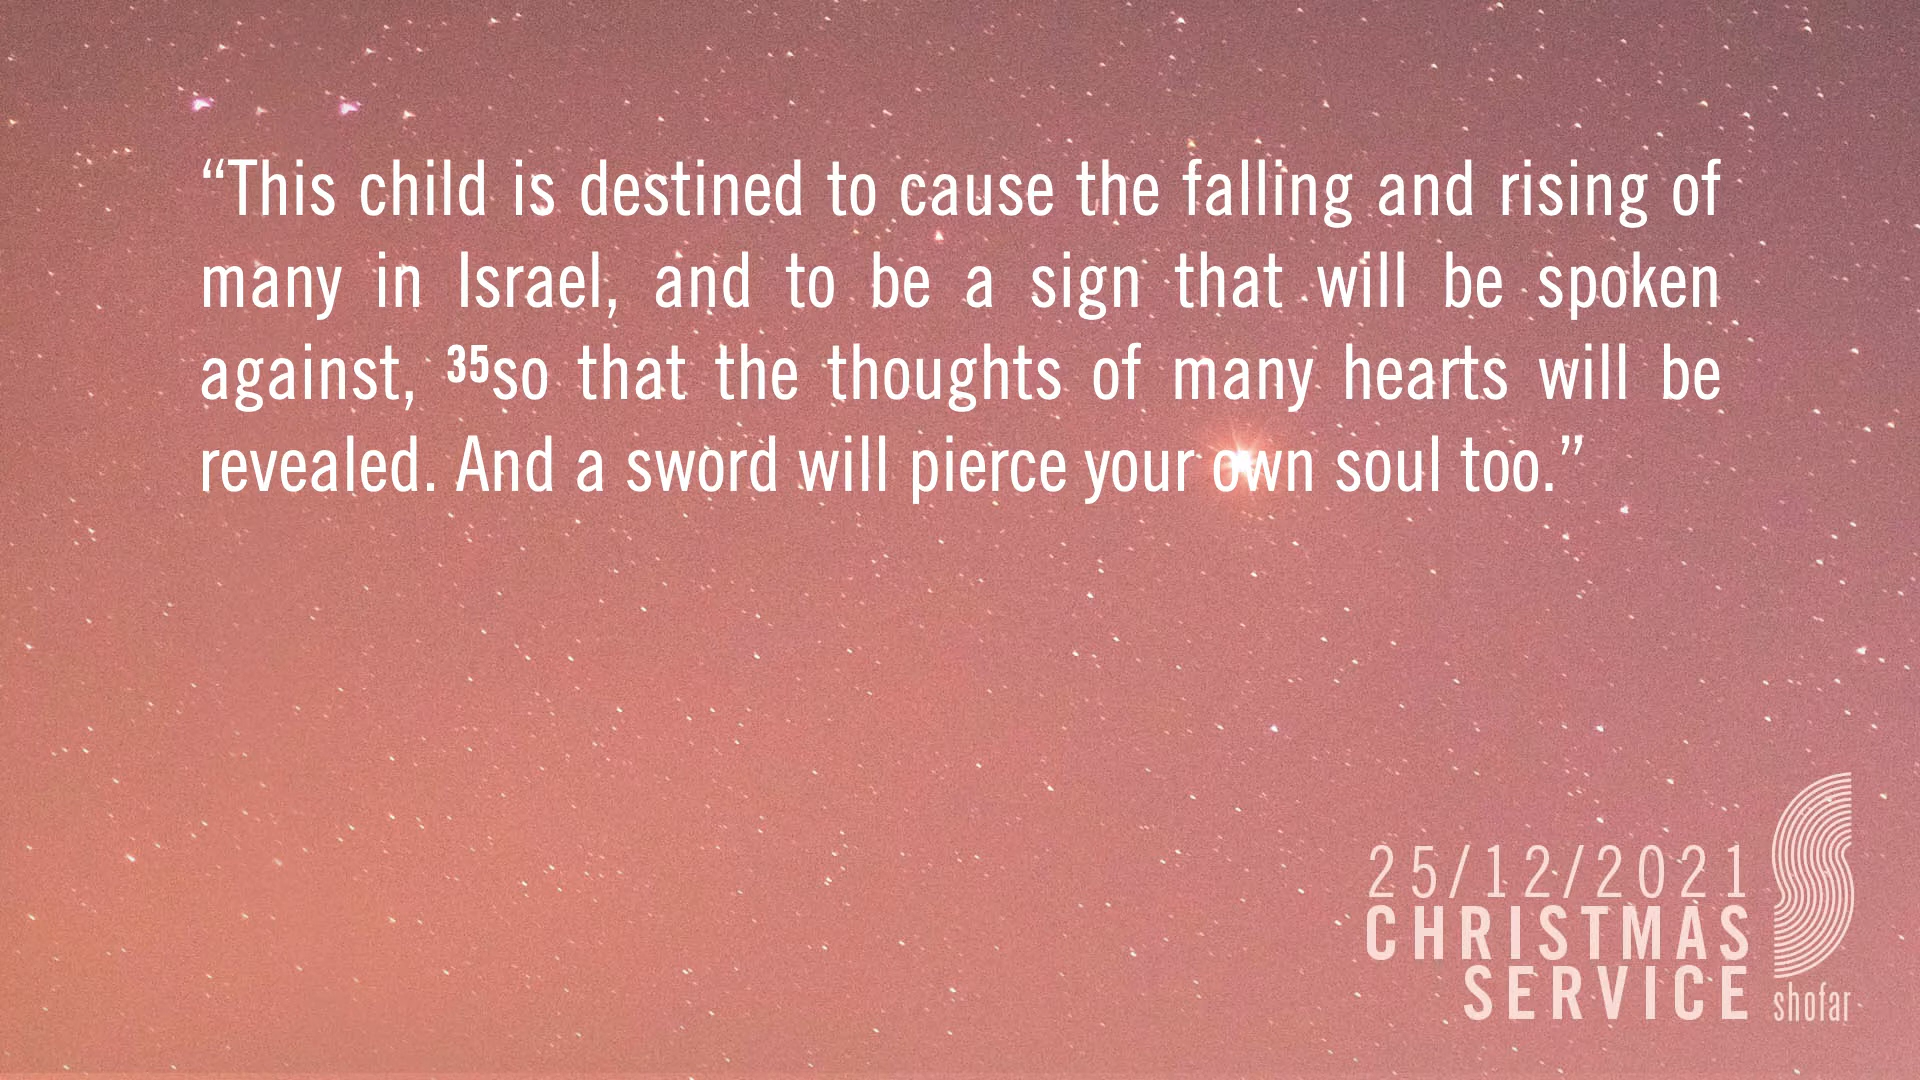 “This child is destined to cause the falling and rising of
many in Israel, and to be a sign that will be spoken
against, 35so that the thoughts of many hearts will be
revealed. And a sword will pierce your own soul too.”
25/12/2021
CHRISTMAS
SERVICE
shofar